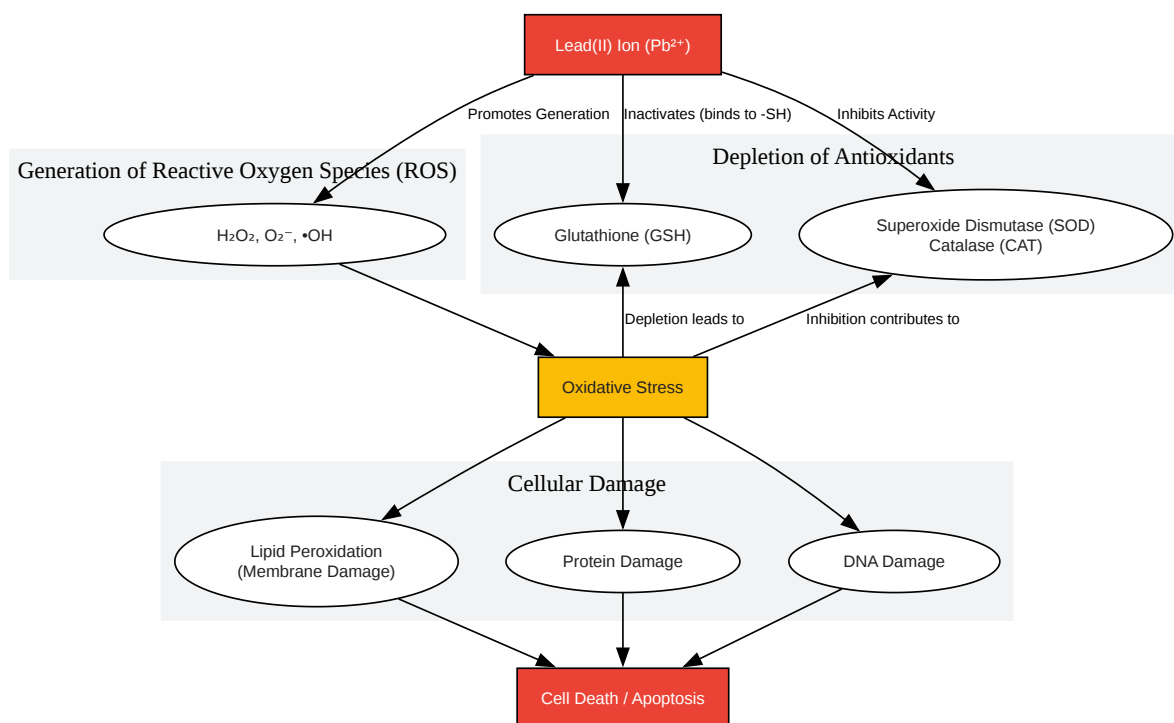 Lead(II) Ion (Pb²⁺)
Promotes Generation
Inactivates (binds to -SH)
Inhibits Activity
Generation of Reactive Oxygen Species (ROS)
Depletion of Antioxidants
H₂O₂, O₂⁻, •OH
Glutathione (GSH)
Superoxide Dismutase (SOD)
Catalase (CAT)
Depletion leads to
Inhibition contributes to
Oxidative Stress
Cellular Damage
Lipid Peroxidation
(Membrane Damage)
Protein Damage
DNA Damage
Cell Death / Apoptosis